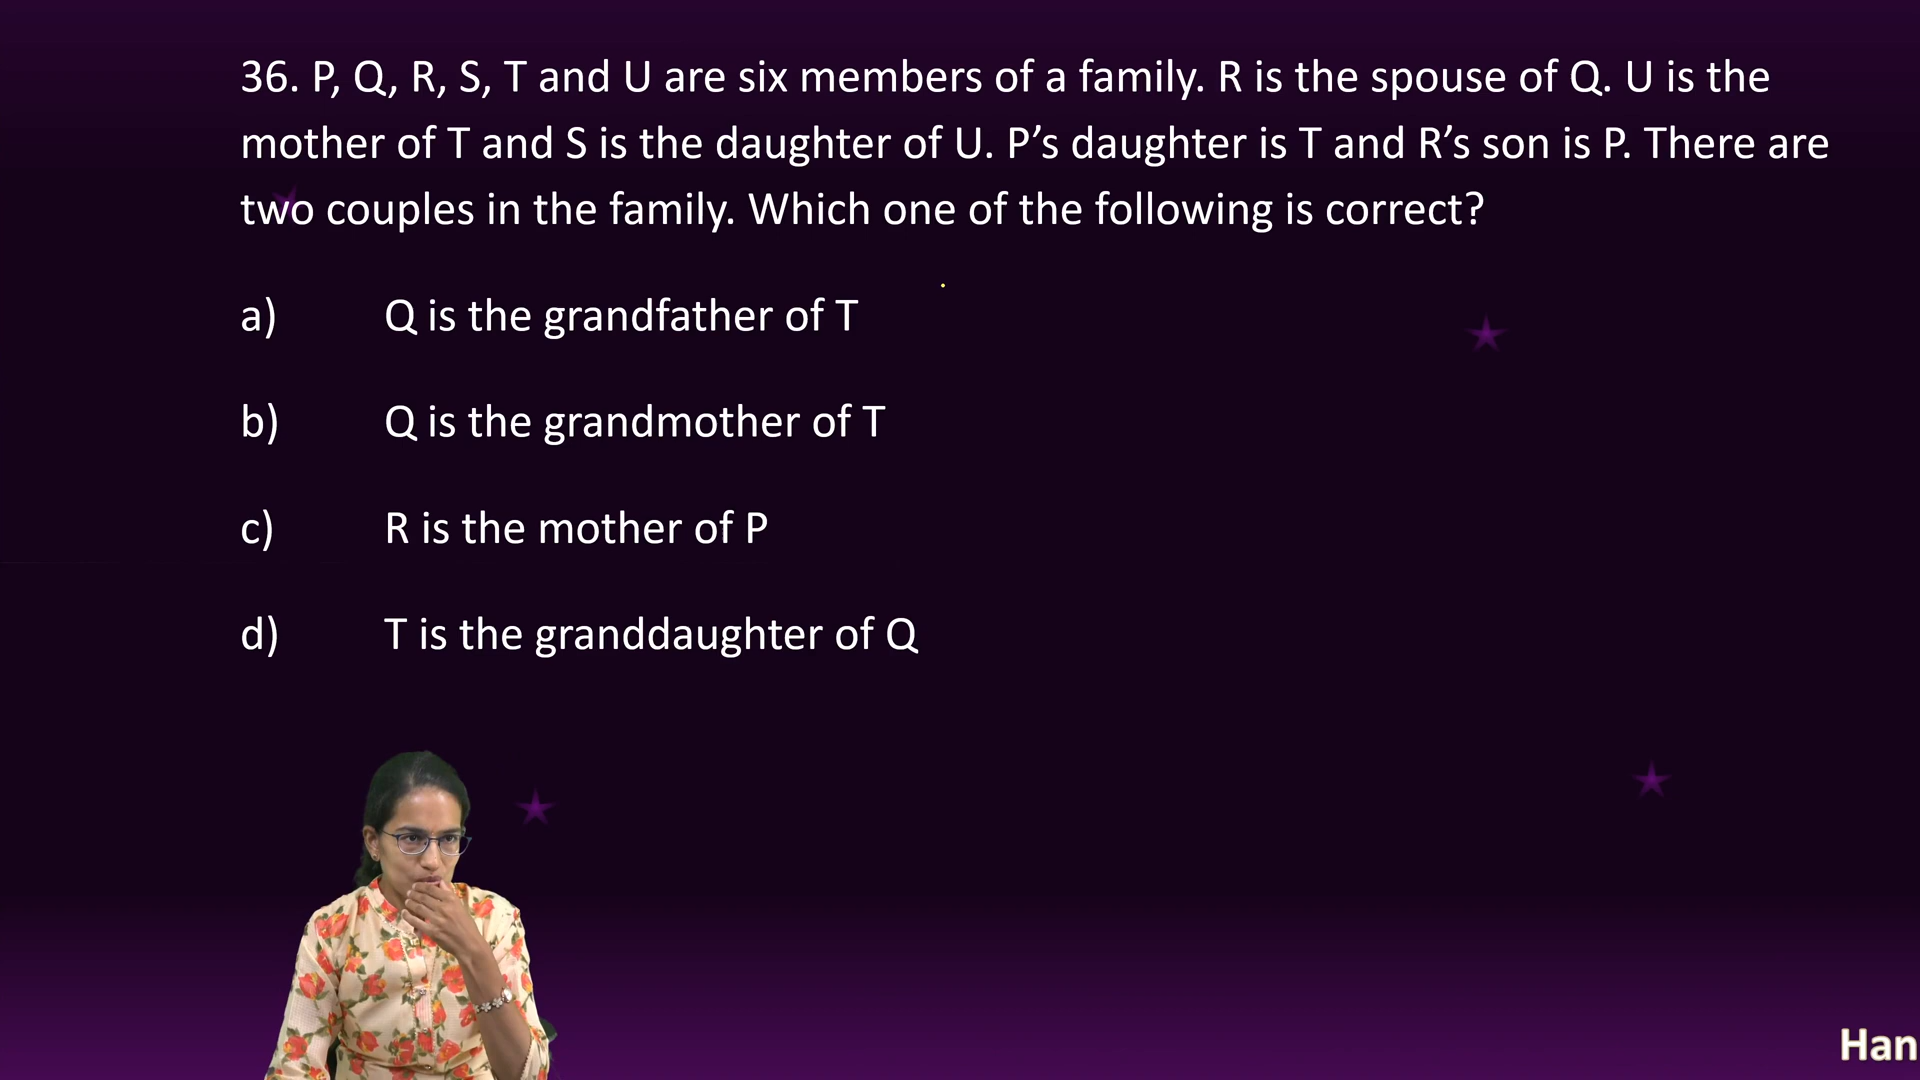 36. P, Q, R, S, T and U are six members of a family. R is the spouse of Q. U is the
mother of T and S is the daughter of U. P’s daughter is T and R’s son is P. There are
two couples in the family. Which one of the following is correct?
a) Q is the grandfather of T
b) Q is the grandmother of T
c) R is the mother of P
d) T is the granddaughter of Q
Han